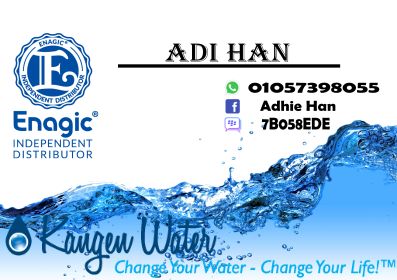 ENAGIC®
E
INDEPENDENT DISTRIBUTOR
Enagic®
INDEPENDENT
DISTRIBUTOR
ADI HAN
01057398055
Adhie Han
7B058EDE
Kangen Water
Change Your Water - Change Your Life!™